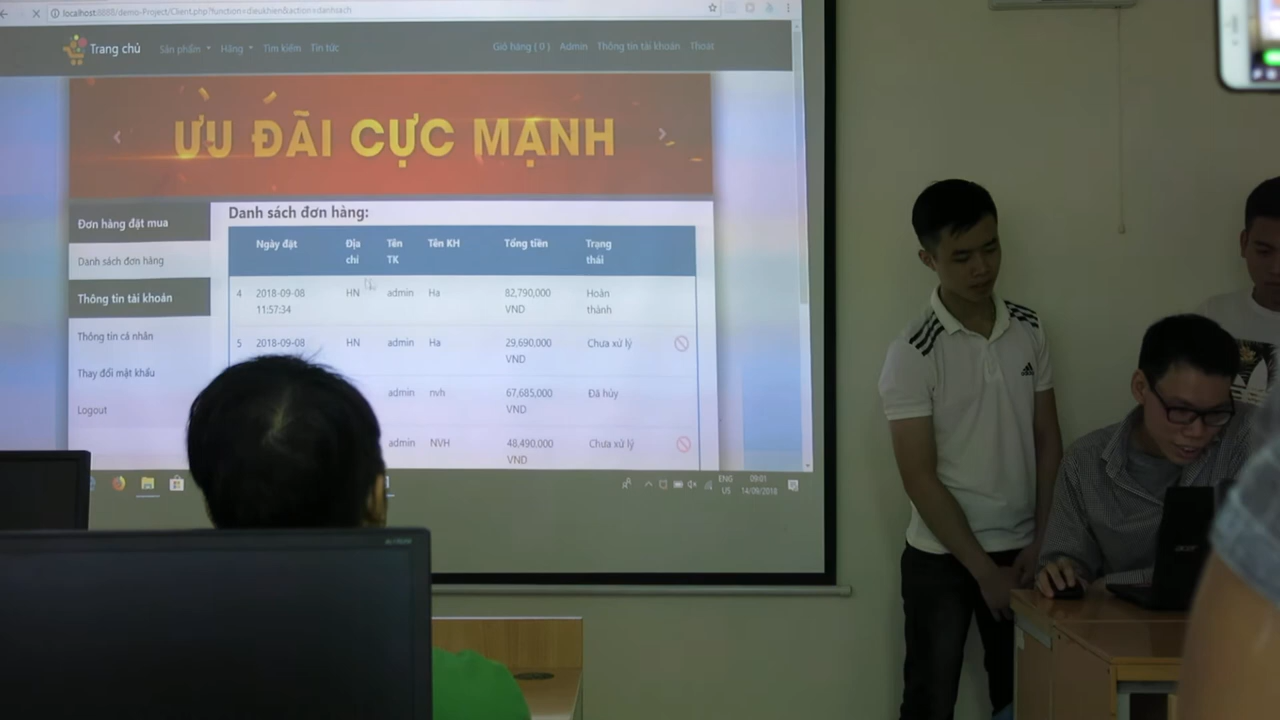 localhost:8888/demo-Project/Client.php?function=dieukhien&action=danhsach
Trang chủ Sản phẩm Hãng Tìm kiếm Tin tức Giỏ hàng ( 0 ) Admin Thông tin tài khoản Thoát
ƯU ĐÃI CỰC MẠNH
Đơn hàng đặt mua
Danh sách đơn hàng
Thông tin tài khoản
Thông tin cá nhân
Thay đổi mật khẩu
Logout
Danh sách đơn hàng:
Ngày đặt Địa chỉ Tên TK Tên KH Tổng tiền Trạng thái
4 2018-09-08 11:57:34 HN admin Ha 82,790,000 VND Hoàn thành
5 2018-09-08 HN admin Ha 29,690,000 VND Chưa xử lý
admin nvh 67,685,000 VND Đã hủy
admin NVH 48,490,000 VND Chưa xử lý
ENG 09:01
US 14/09/2018
adidas
acer